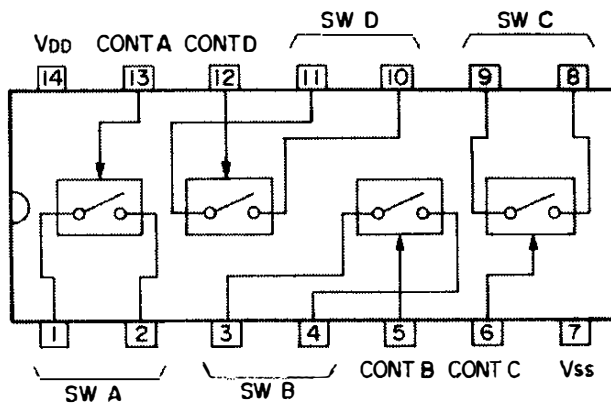 SW D SW C
VDD CONT A CONT D
14 13 12 11 10 9 8
1 2 3 4 5 6 7
CONT B CONT C VSS
SW A SW B